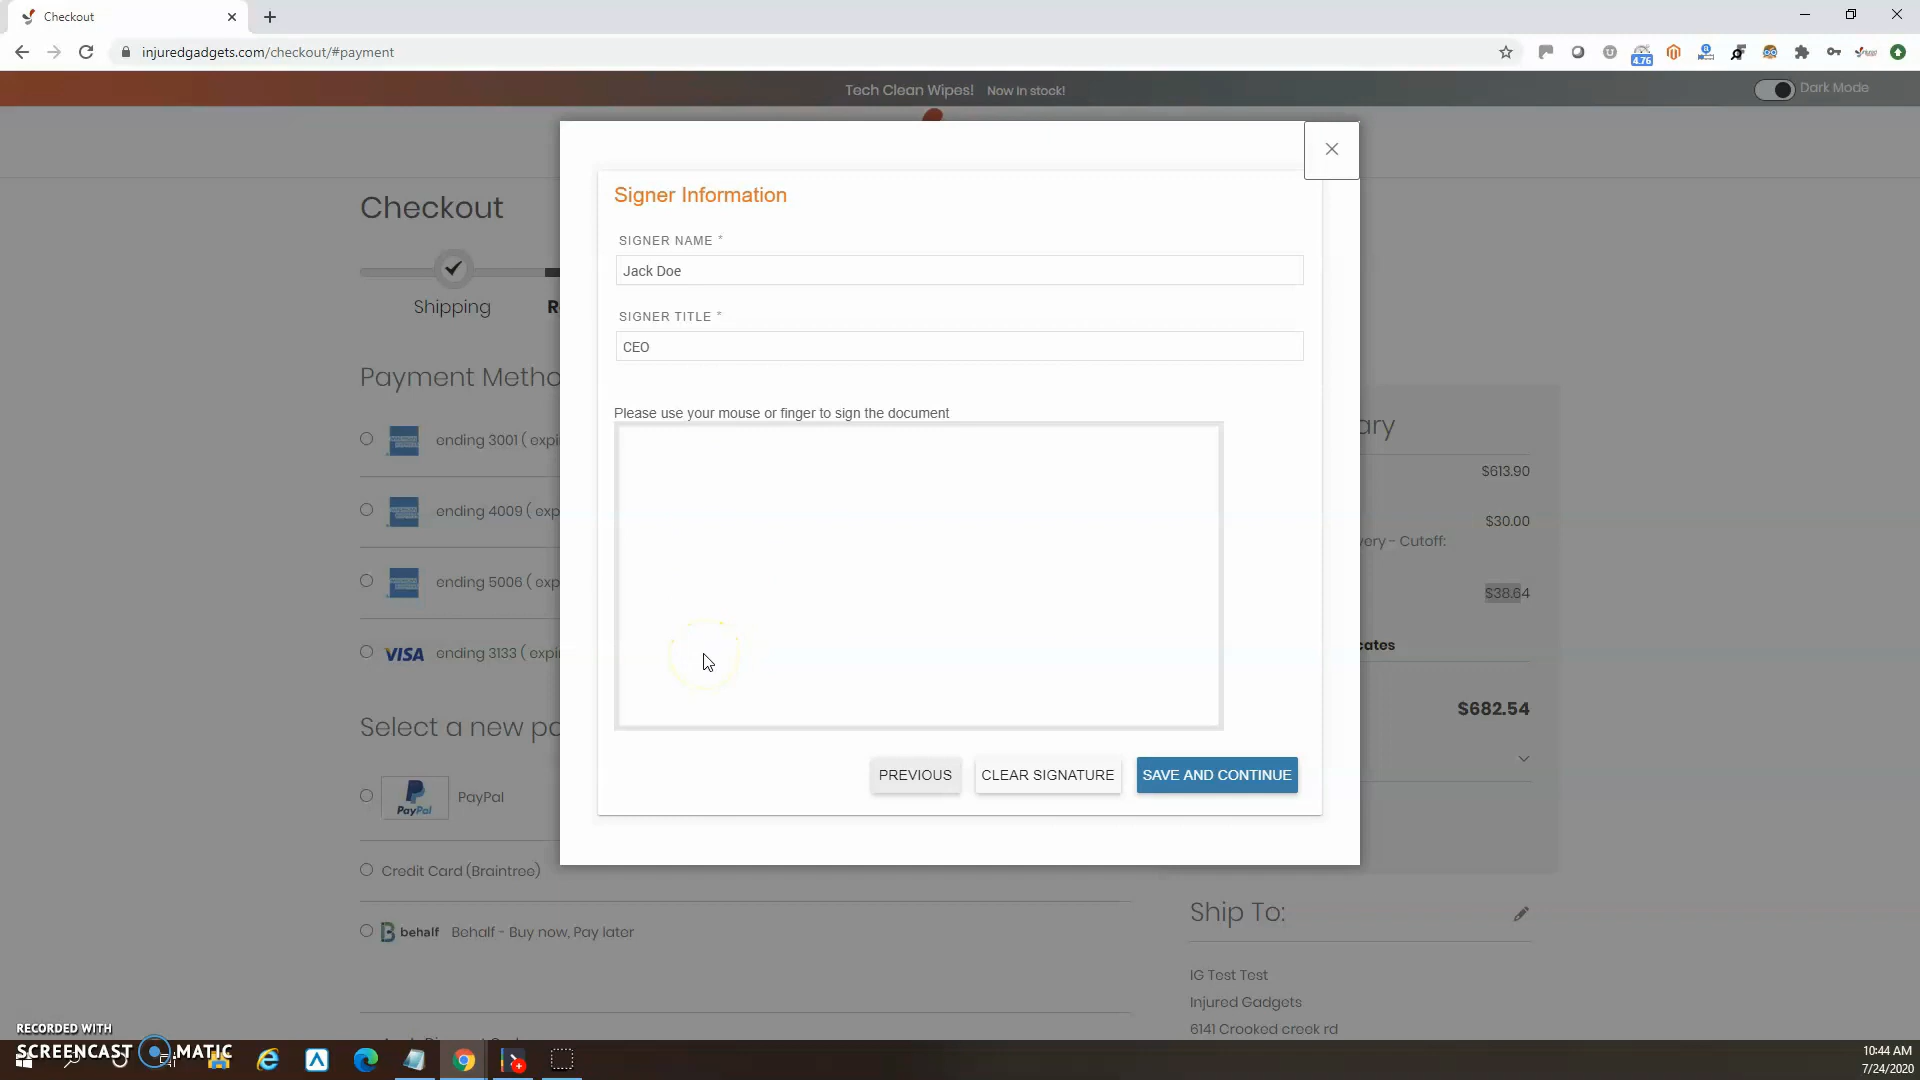 Checkout
injuredgadgets.com/checkout/#payment
4.76
Tech Clean Wipes! Now in stock!
Dark Mode
Checkout
Shipping
R
Payment Metho
ending 3001 ( expi
ending 4009 ( exp
ending 5006 ( exp
VISA ending 3133 ( expi
Select a new po
PayPal PayPal
Credit Card (Braintree)
behalf Behalf - Buy now, Pay later
Signer Information
SIGNER NAME *
Jack Doe
SIGNER TITLE *
CEO
Please use your mouse or finger to sign the document
PREVIOUS
CLEAR SIGNATURE
SAVE AND CONTINUE
ary
$613.90
$30.00
very - Cutoff:
$38.64
cates
$682.54
Ship To:
IG Test Test
Injured Gadgets
6141 Crooked creek rd
RECORDED WITH
SCREENCAST MATIC
10:44 AM
7/24/2020